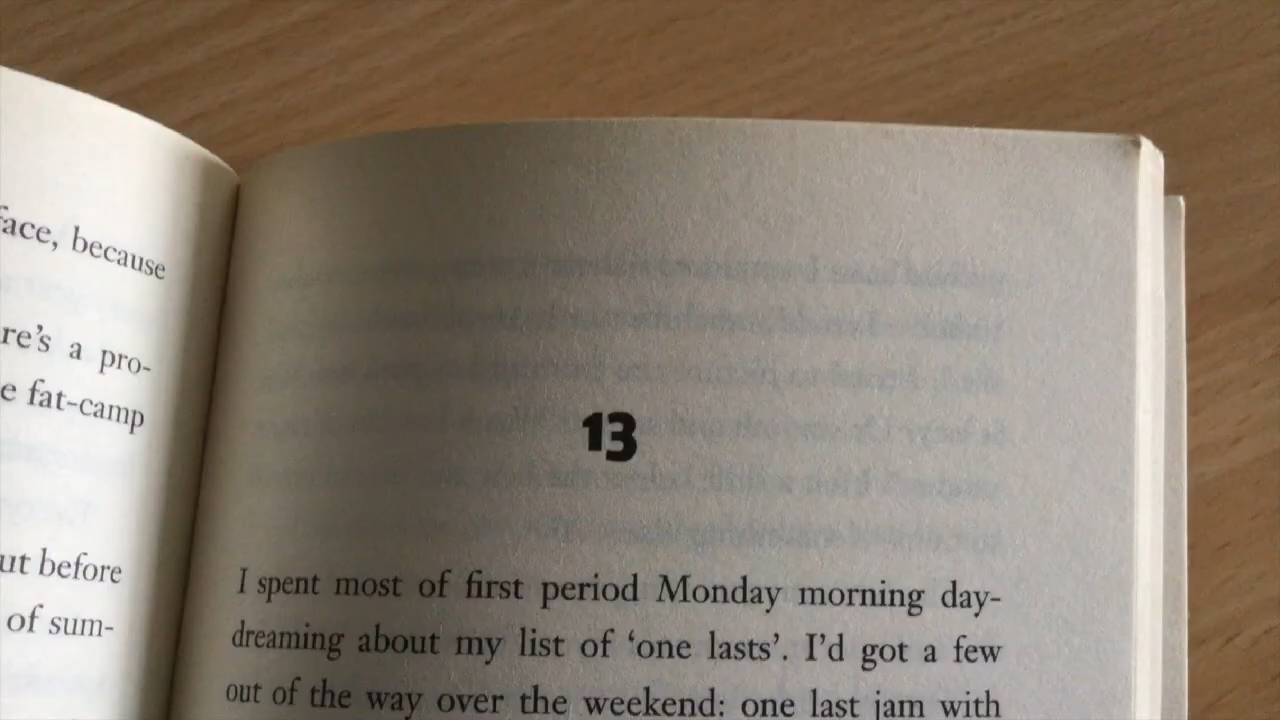 face, because
re's a pro-
e fat-camp
ut before
of sum-
13
I spent most of first period Monday morning day-
dreaming about my list of ‘one lasts’. I’d got a few
out of the way over the weekend: one last jam with